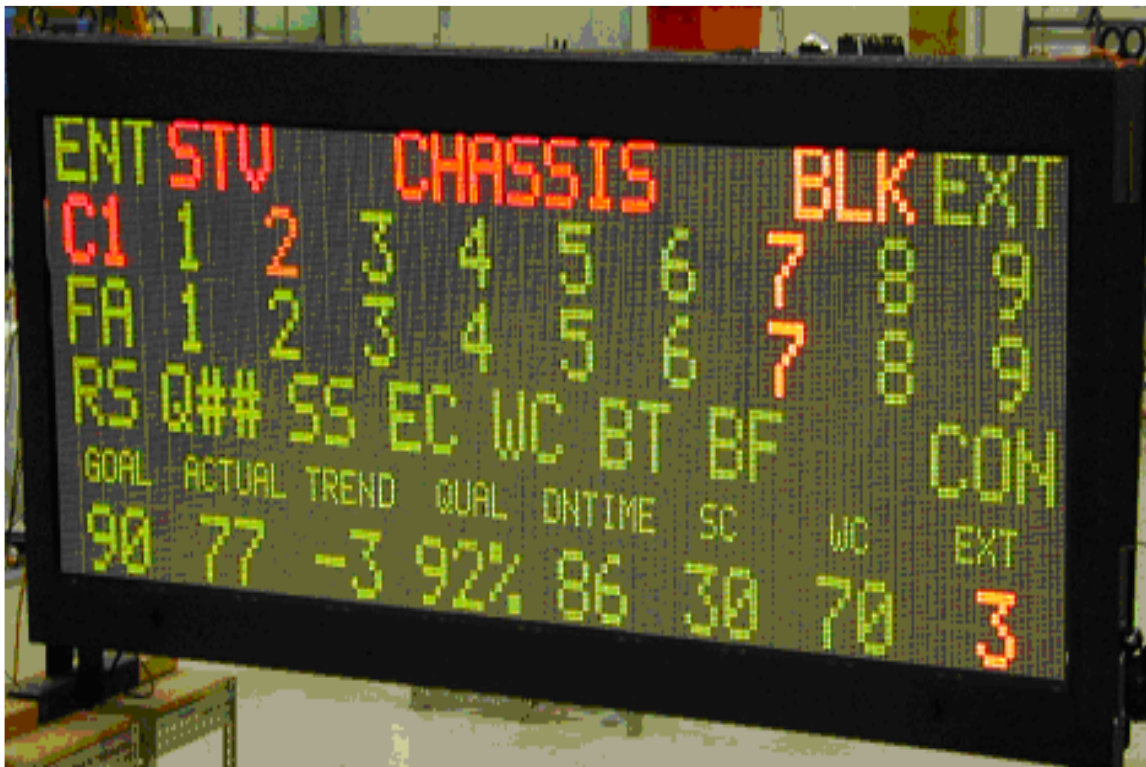 ENT STV CHASSIS BLK EXT
C1 1 2 3 4 5 6 7 8 9
FA 1 2 3 4 5 6 7 8 9
RS Q## SS EC WC BT BF CON
GOAL ACTUAL TREND QUAL DNTIME SC WC EXT
90 77 -3 92% 86 30 70 3